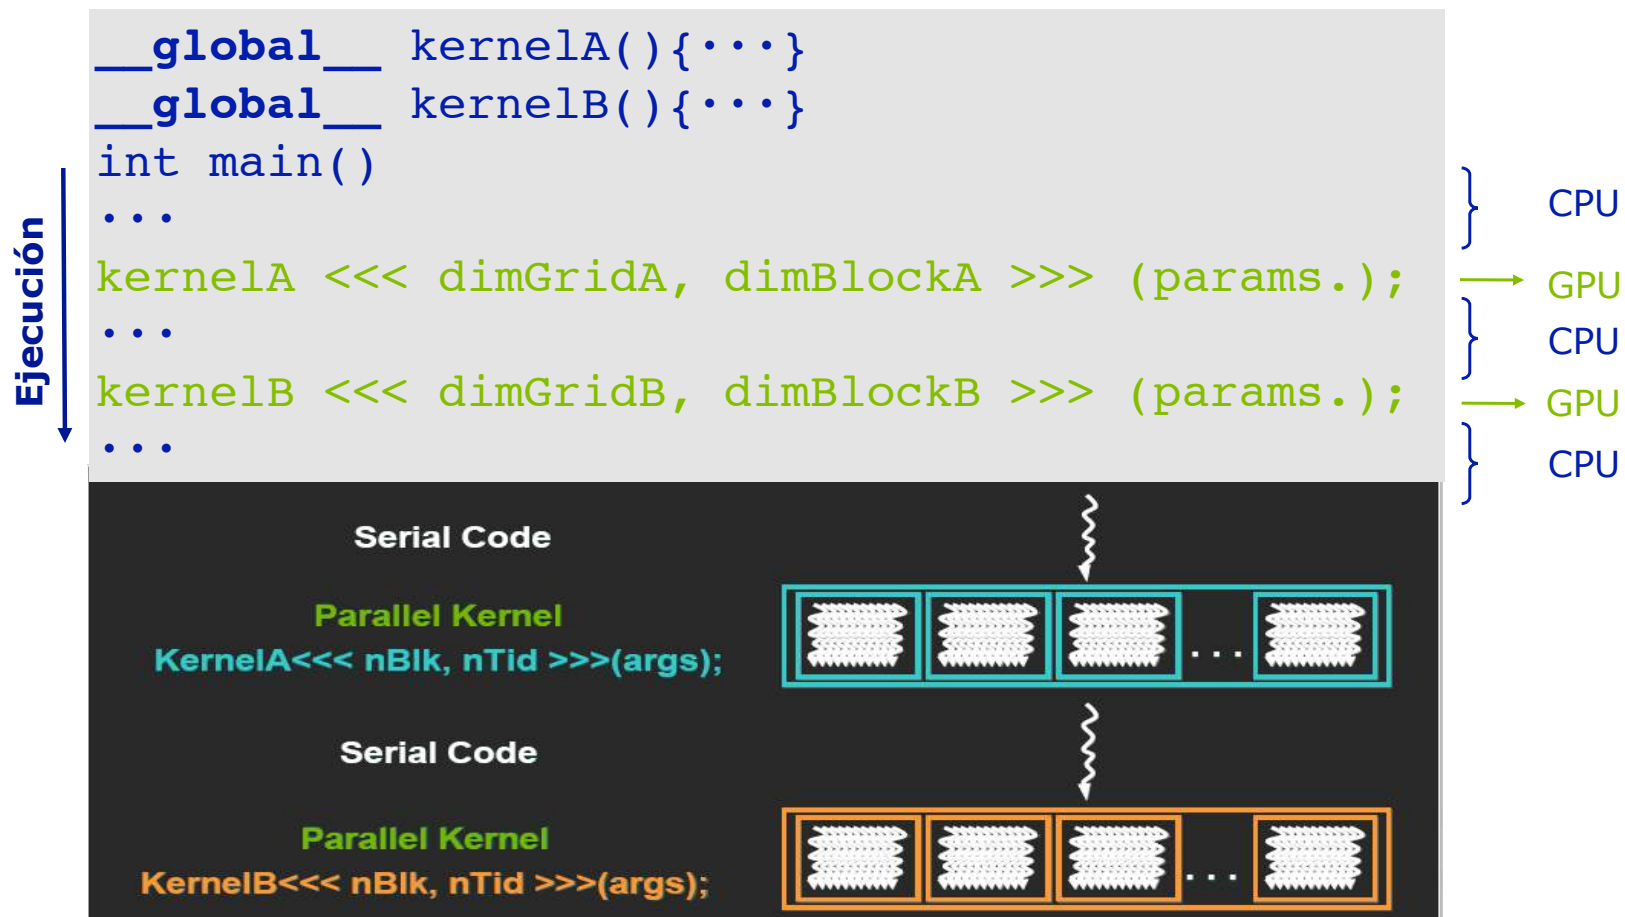 __global__ kernelA(){···}
__global__ kernelB(){···}
int main()
···
kernelA <<< dimGridA, dimBlockA >>> (params.);
···
kernelB <<< dimGridB, dimBlockB >>> (params.);
···
Ejecución
CPU
GPU
CPU
GPU
CPU
Serial Code
Parallel Kernel
KernelA<<< nBlk, nTid >>>(args);
...
Serial Code
Parallel Kernel
KernelB<<< nBlk, nTid >>>(args);
...